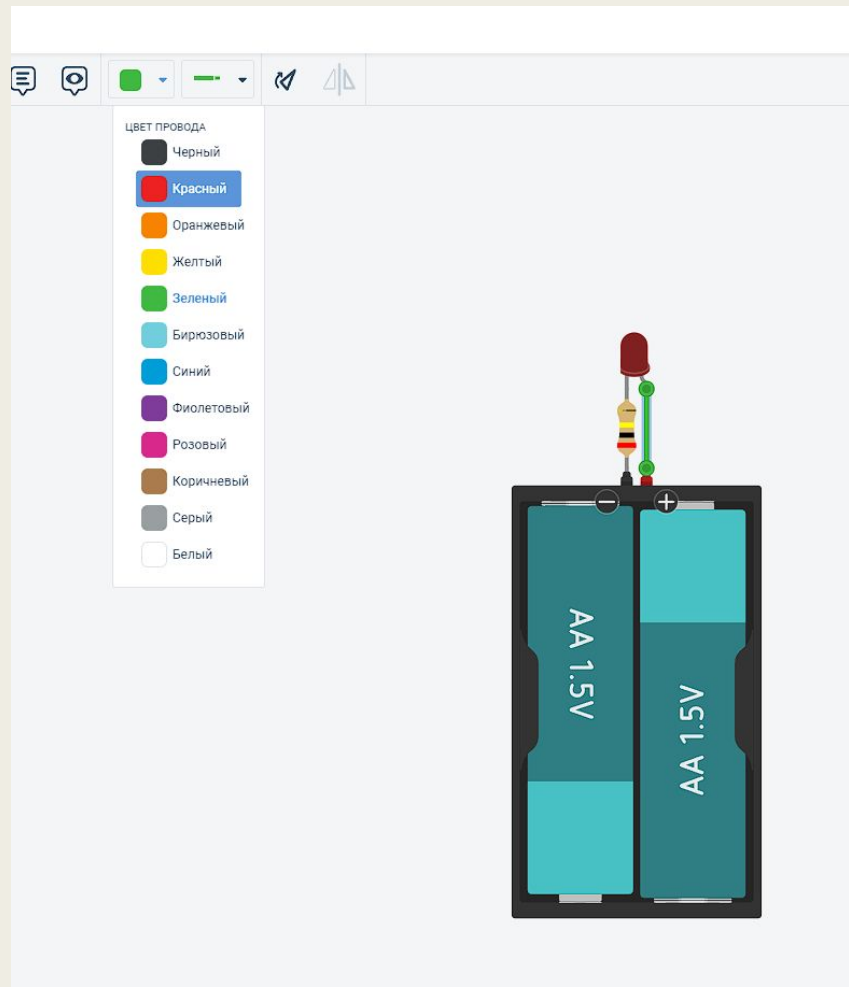 ЦВЕТ ПРОВОДА
Черный
Красный
Оранжевый
Желтый
Зеленый
Бирюзовый
Синий
Фиолетовый
Розовый
Коричневый
Серый
Белый
− +
AA 1.5V
AA 1.5V